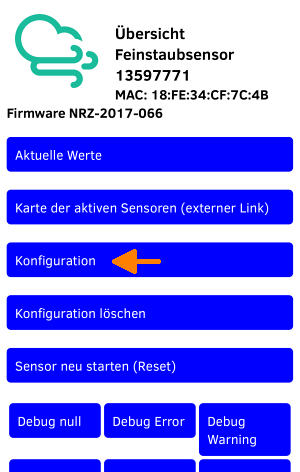 Übersicht
Feinstaubsensor
13597771
MAC: 18:FE:34:CF:7C:4B
Firmware NRZ-2017-066
Aktuelle Werte
Karte der aktiven Sensoren (externer Link)
Konfiguration
Konfiguration löschen
Sensor neu starten (Reset)
Debug null
Debug Error
Debug
Warning